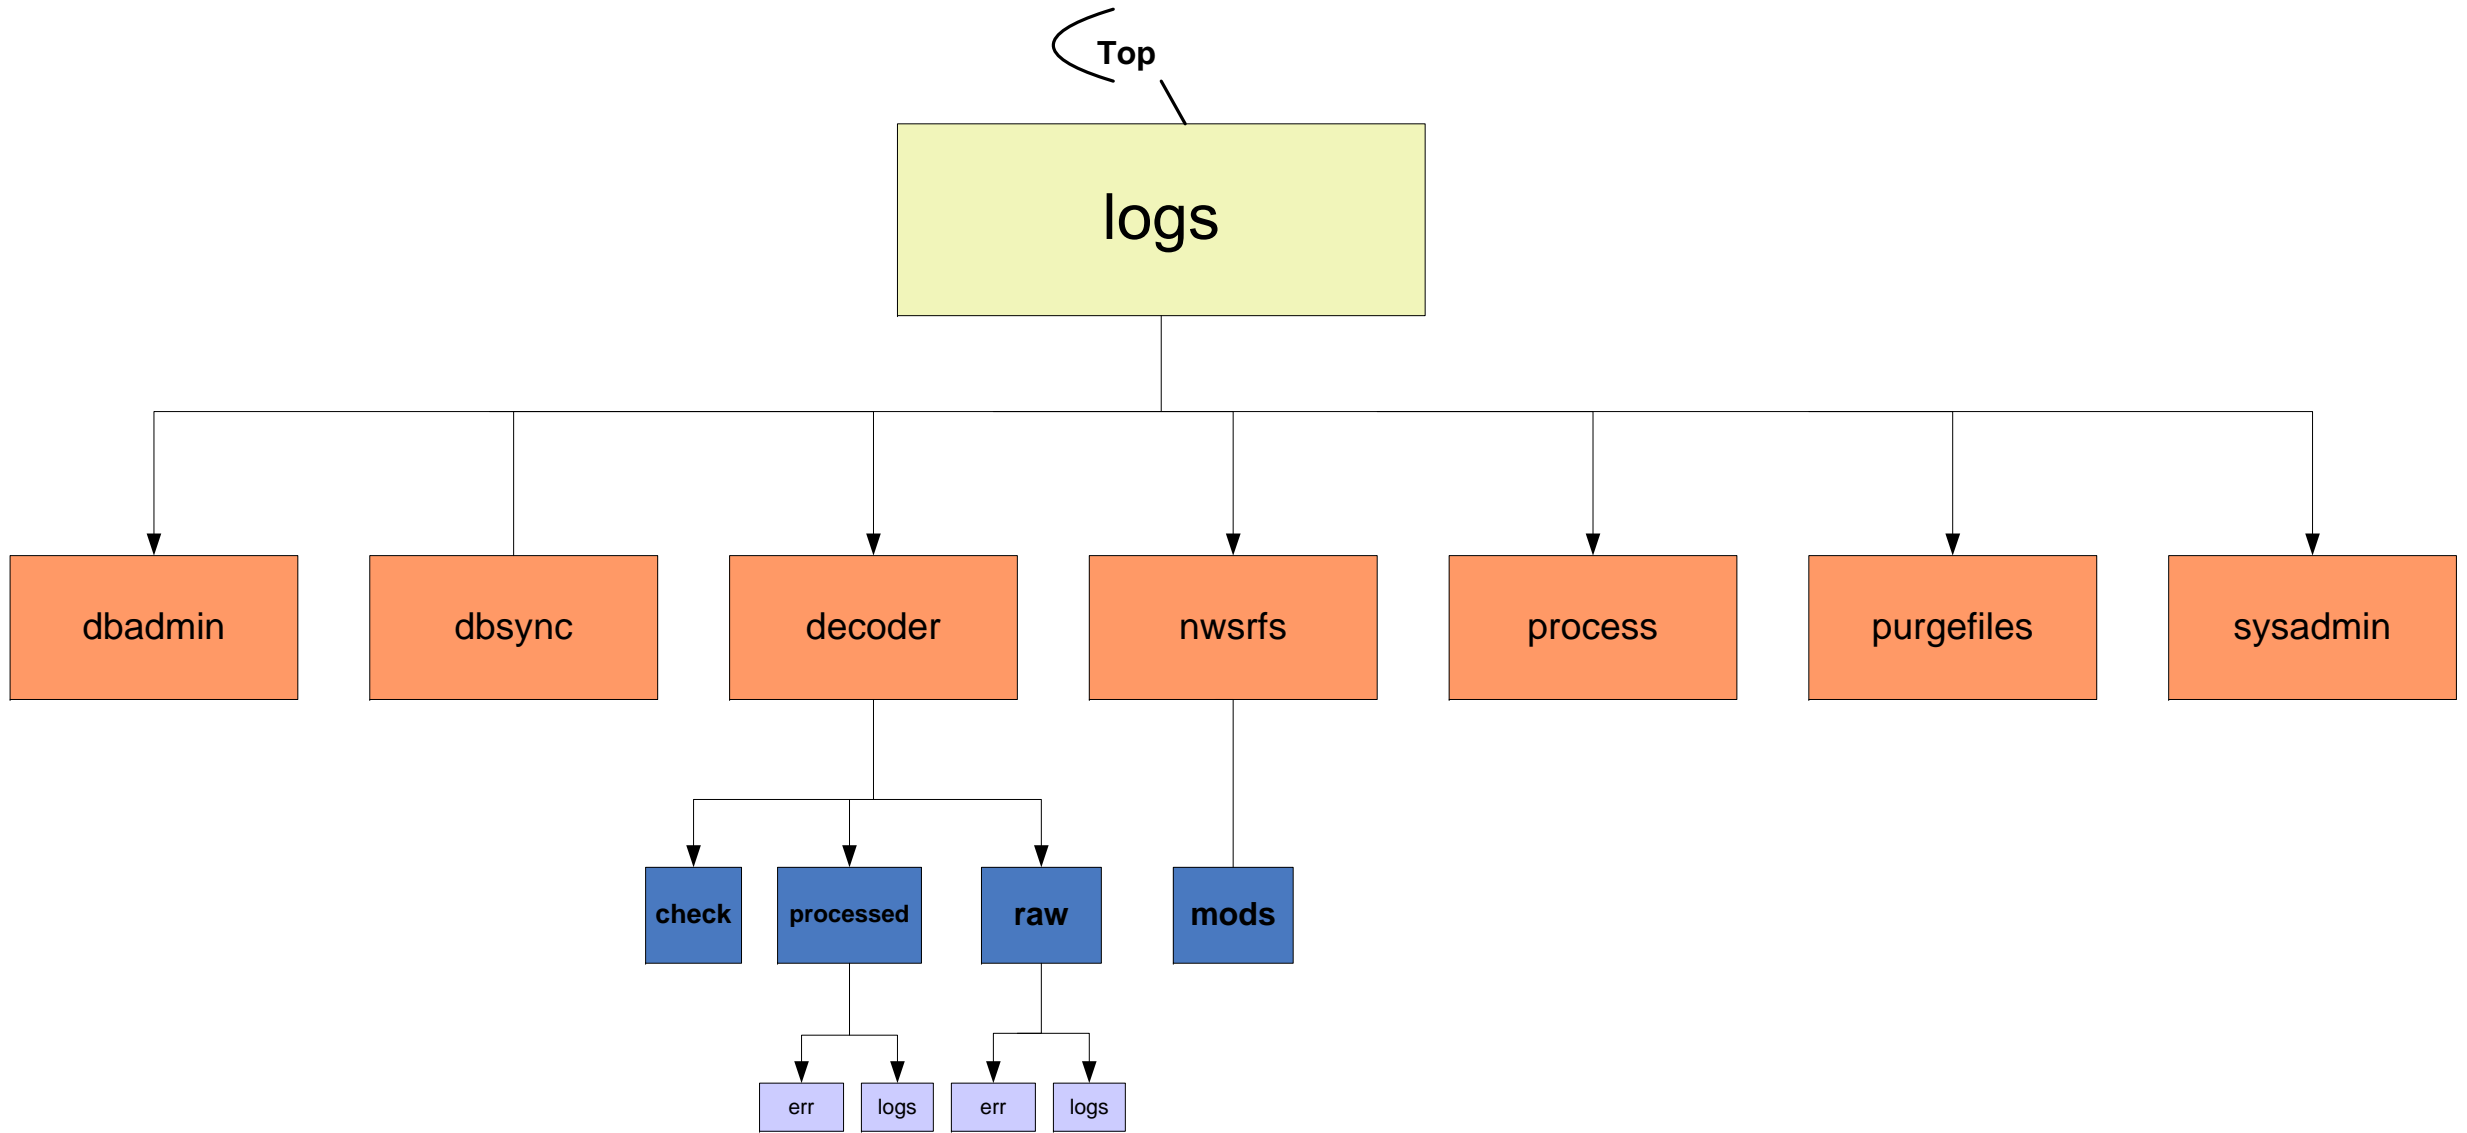 Top
logs
dbadmin
dbsync
decoder
nwsrfs
process
purgefiles
sysadmin
check
processed
raw
mods
err
logs
err
logs